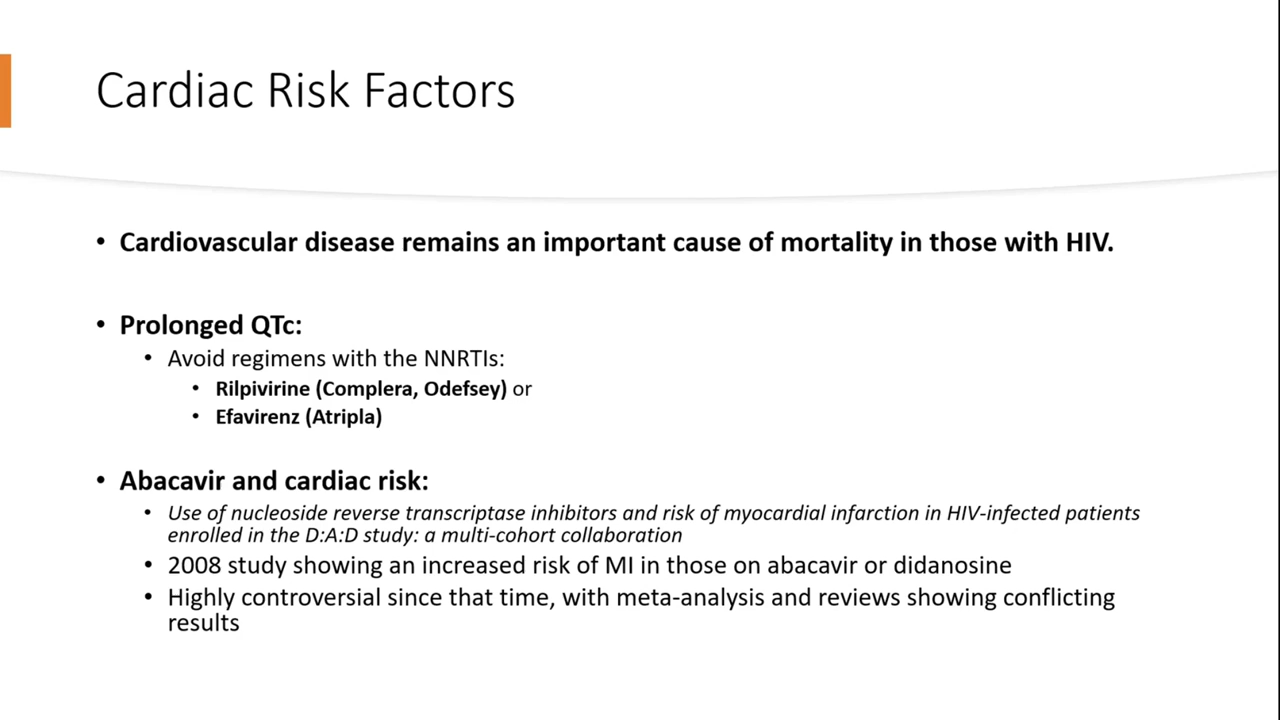 Cardiac Risk Factors
• Cardiovascular disease remains an important cause of mortality in those with HIV.
• Prolonged QTc:
• Avoid regimens with the NNRTIs:
• Rilpivirine (Complera, Odefsey) or
• Efavirenz (Atripla)
• Abacavir and cardiac risk:
• Use of nucleoside reverse transcriptase inhibitors and risk of myocardial infarction in HIV-infected patients
enrolled in the D:A:D study: a multi-cohort collaboration
• 2008 study showing an increased risk of MI in those on abacavir or didanosine
• Highly controversial since that time, with meta-analysis and reviews showing conflicting
results